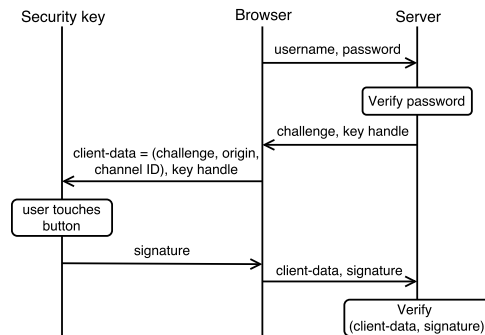 Security key
Browser
Server
username, password
Verify password
challenge, key handle
client-data = (challenge, origin,
channel ID), key handle
user touches
button
signature
client-data, signature
Verify
(client-data, signature)